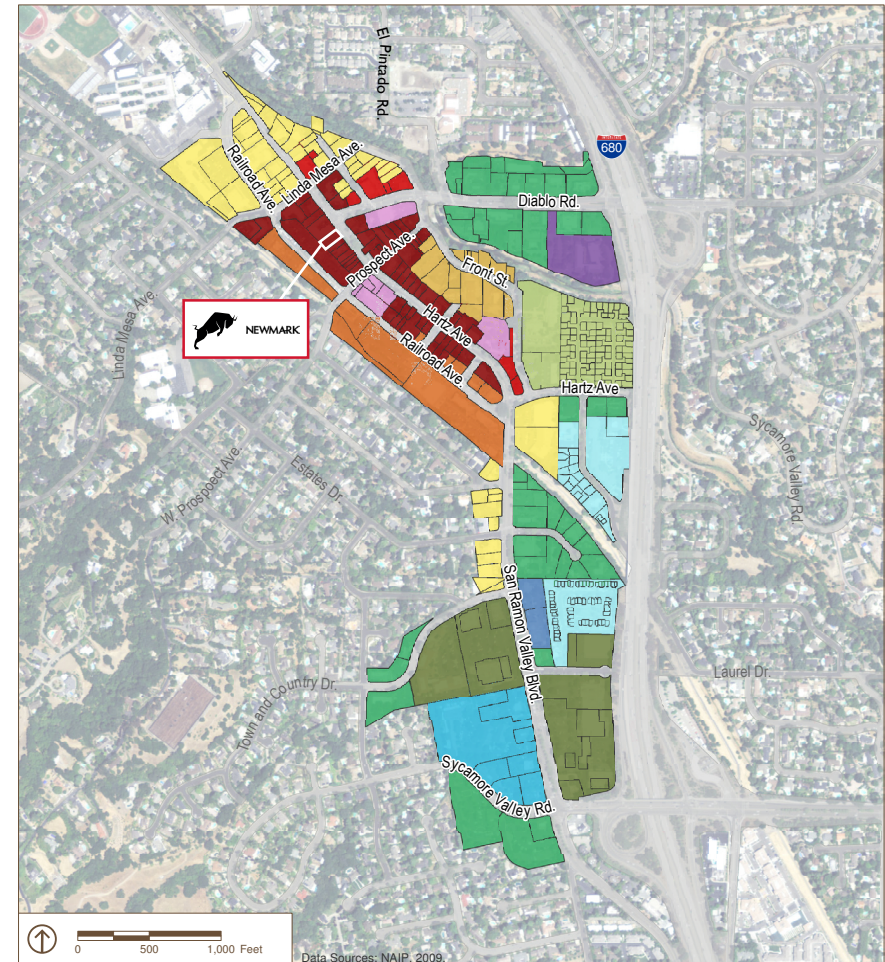 El Pintado Rd.
680
Railroad Ave.
Linda Mesa Ave.
Diablo Rd.
Prospect Ave.
Front St.
NEWMARK
Linda Mesa Ave.
Hartz Ave
Railroad Ave.
Hartz Ave
Sycamore Valley Rd.
W. Prospoect Ave.
Estates Dr.
San Ramon Valley Blvd.
Laurel Dr.
Town and Country Dr.
Sycamore Valley Rd.
0 500 1,000 Feet
Data Sources: NAIP, 2009.